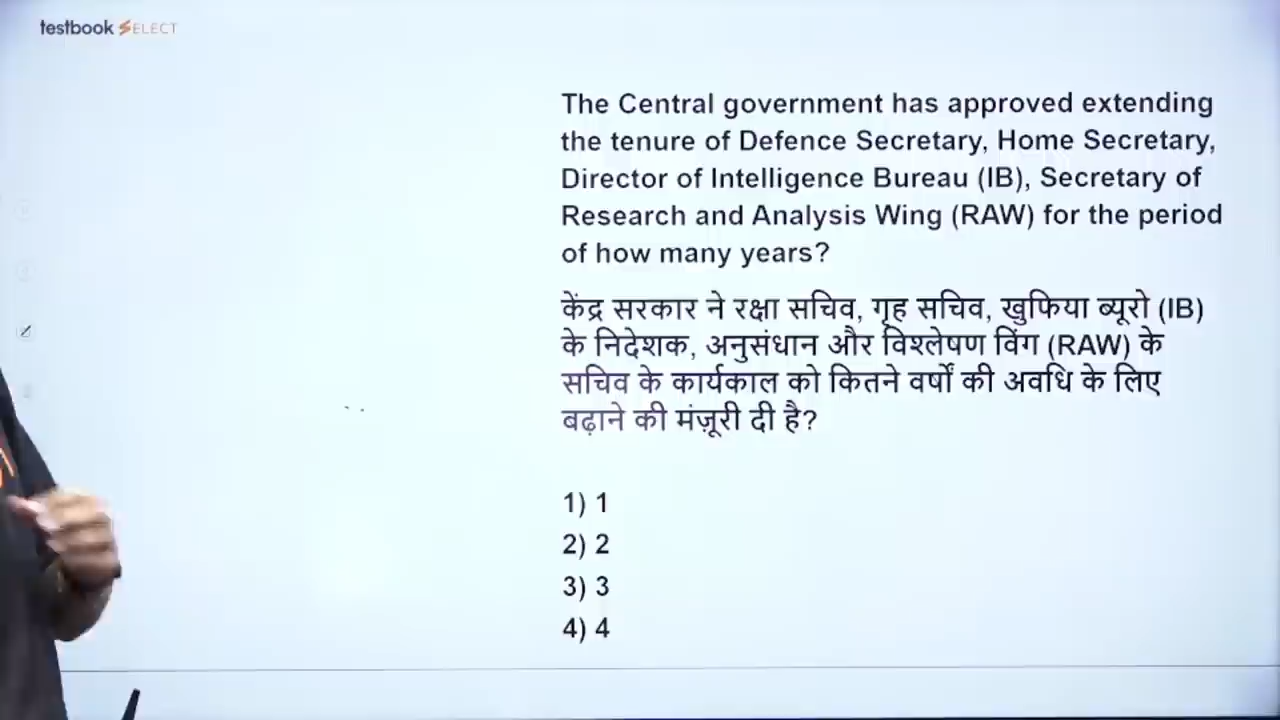 testbook SELECT
The Central government has approved extending
the tenure of Defence Secretary, Home Secretary,
Director of Intelligence Bureau (IB), Secretary of
Research and Analysis Wing (RAW) for the period
of how many years?
केंद्र सरकार ने रक्षा सचिव, गृह सचिव, खुफिया ब्यूरो (IB)
के निदेशक, अनुसंधान और विश्लेषण विंग (RAW) के
सचिव के कार्यकाल को कितने वर्षों की अवधि के लिए
बढ़ाने की मंज़ूरी दी है?
1) 1
2) 2
3) 3
4) 4